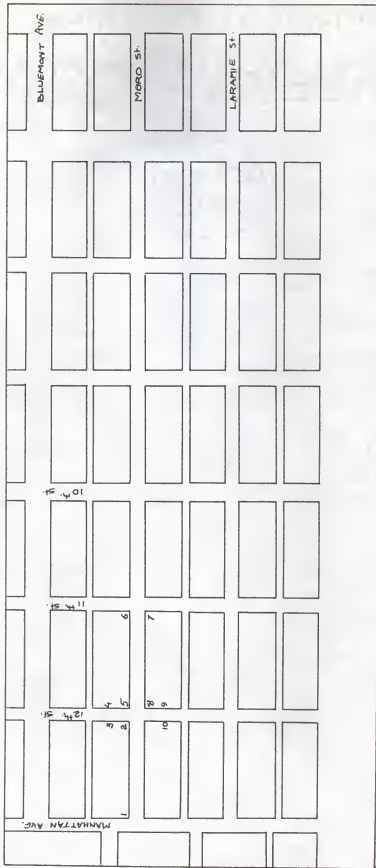 BLUEMONT AVE.
MORO St.
LARAMIE St.
10 th St.
11 th St.
12 th St.
MANHATTAN AVE.
1
2
3
4
5
6
7
8
9
10